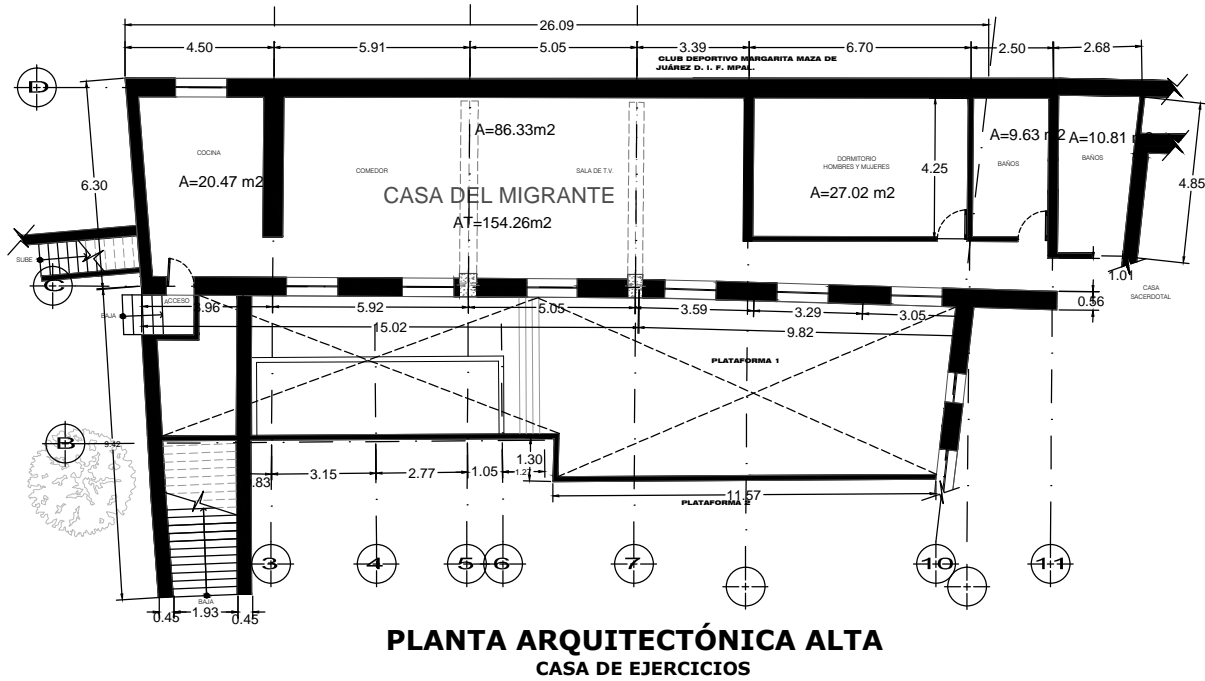 26.09
4.50
5.91
5.05
3.39
6.70
2.50
2.68
CLUB DEPORTIVO MARGARITA MAZA DE
JUÁREZ D. I. F. MPAL.
D
A=86.33m2
A=9.63 m2
A=10.81 m2
COCINA
A=20.47 m2
COMEDOR
SALA DE T.V.
DORMITORIO
HOMBRES Y MUJERES
BAÑOS
BAÑOS
4.25
A=27.02 m2
6.30
4.85
CASA DEL MIGRANTE
AT=154.26m2
SUBE
C
1.01
CASA
SACERDOTAL
ACCESO
BAJA
3.96
5.92
5.05
3.59
3.29
3.05
0.56
15.02
9.82
PLATAFORMA 1
B
9.42
1.30
1.27
.83
3.15
2.77
1.05
11.57
PLATAFORMA 2
3
4
5
6
7
10
11
BAJA
0.45
1.93
0.45
PLANTA ARQUITECTÓNICA ALTA
CASA DE EJERCICIOS